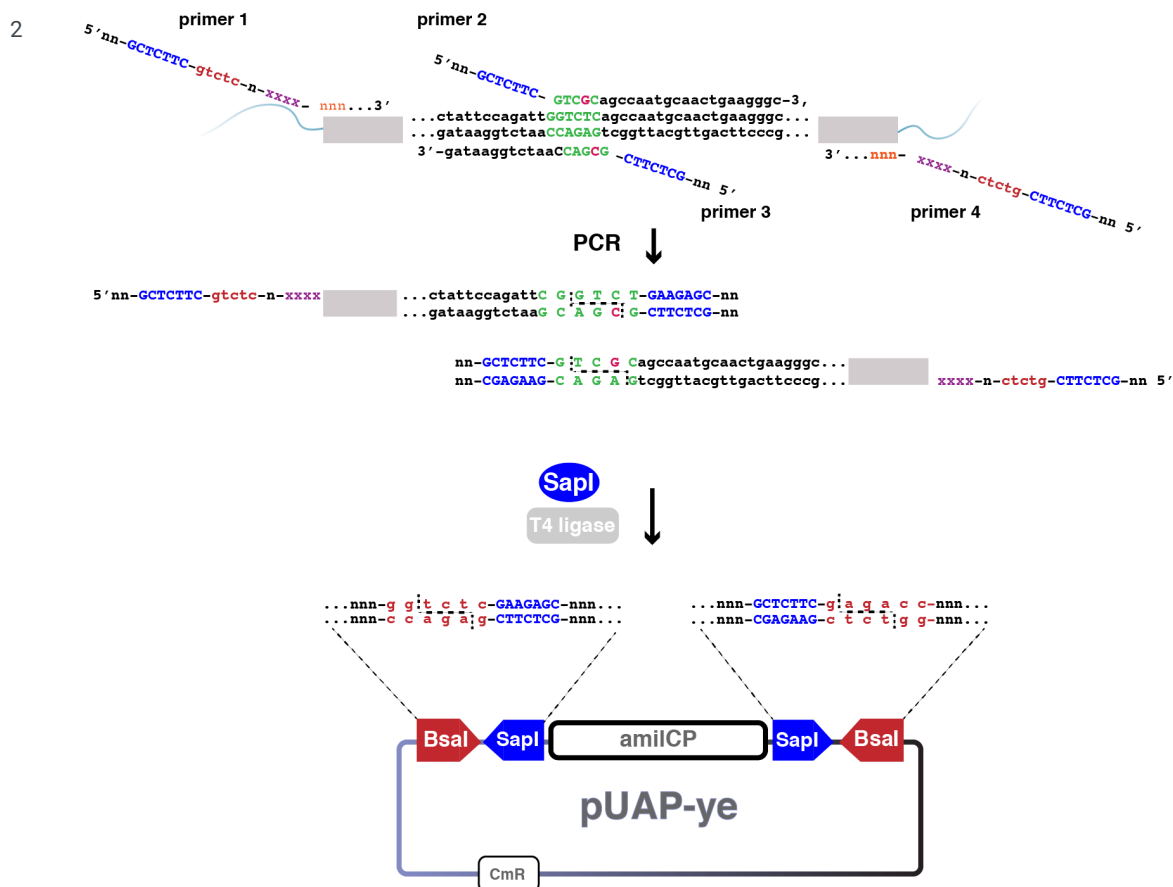 2
primer 1
primer 2
5′nn-GCTCTTC-gtctc-n-xxxx- nnn...3′
5′nn-GCTCTTC- GTCGCagccaatgcaactgaagggc-3,
...ctattccagattGGTCTCagccaatgcaactgaagggc...
...gataaggtctaaCCAGAGtcggttacgttgacttcccg...
3′-gataaggtctaaCCAGCG -CTTCTCG-nn 5′
3′...nnn- xxxx-n-ctctg-CTTCTCG-nn 5′
primer 3
primer 4
PCR
5′nn-GCTCTTC-gtctc-n-xxxx ...ctattccagattC G G T C T-GAAGAGC-nn
...gataaggtctaaG C A G C G-CTTCTCG-nn
nn-GCTCTTC-G T C G Cagccaatgcaactgaagggc...
nn-CGAGAAG-C A G A Gtcggttacgttgacttcccg... xxxx-n-ctctg-CTTCTCG-nn 5′
SapI
T4 ligase
...nnn-g g t c t c-GAAGAGC-nnn...
...nnn-c c a g a g-CTTCTCG-nnn...
...nnn-GCTCTTC-g a g a c c-nnn...
...nnn-CGAGAAG-c t c t g g-nnn...
BsaI
SapI
amilCP
SapI
BsaI
pUAP-ye
CmR